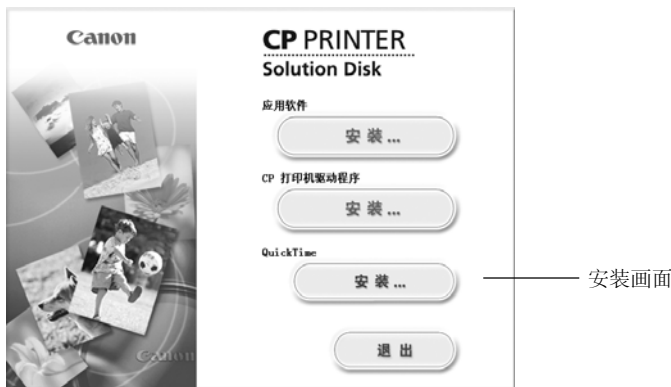 Canon
CP PRINTER
Solution Disk
应用软件
安 装 ...
CP 打印机驱动程序
安 装 ...
QuickTime
安 装 ...
安装画面
退 出
Canon